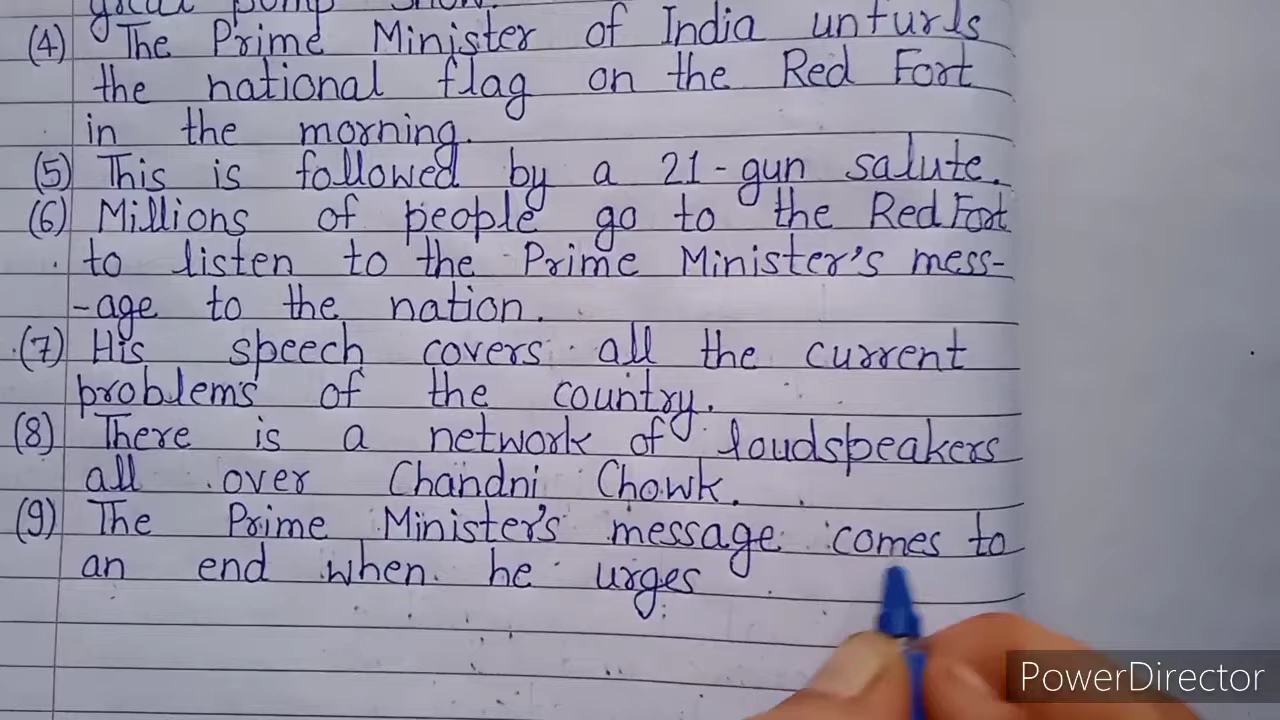 (4) The Prime Minister of India unfurls
the national flag on the Red Fort
in the morning.
(5) This is followed by a 21-gun salute.
(6) Millions of people go to the Red Fort
to listen to the Prime Minister's mess-
-age to the nation.
(7) His speech covers all the current
problems of the country.
(8) There is a network of loudspeakers
all over Chandni Chowk.
(9) The Prime Minister's message comes to
an end when he urges
PowerDirector